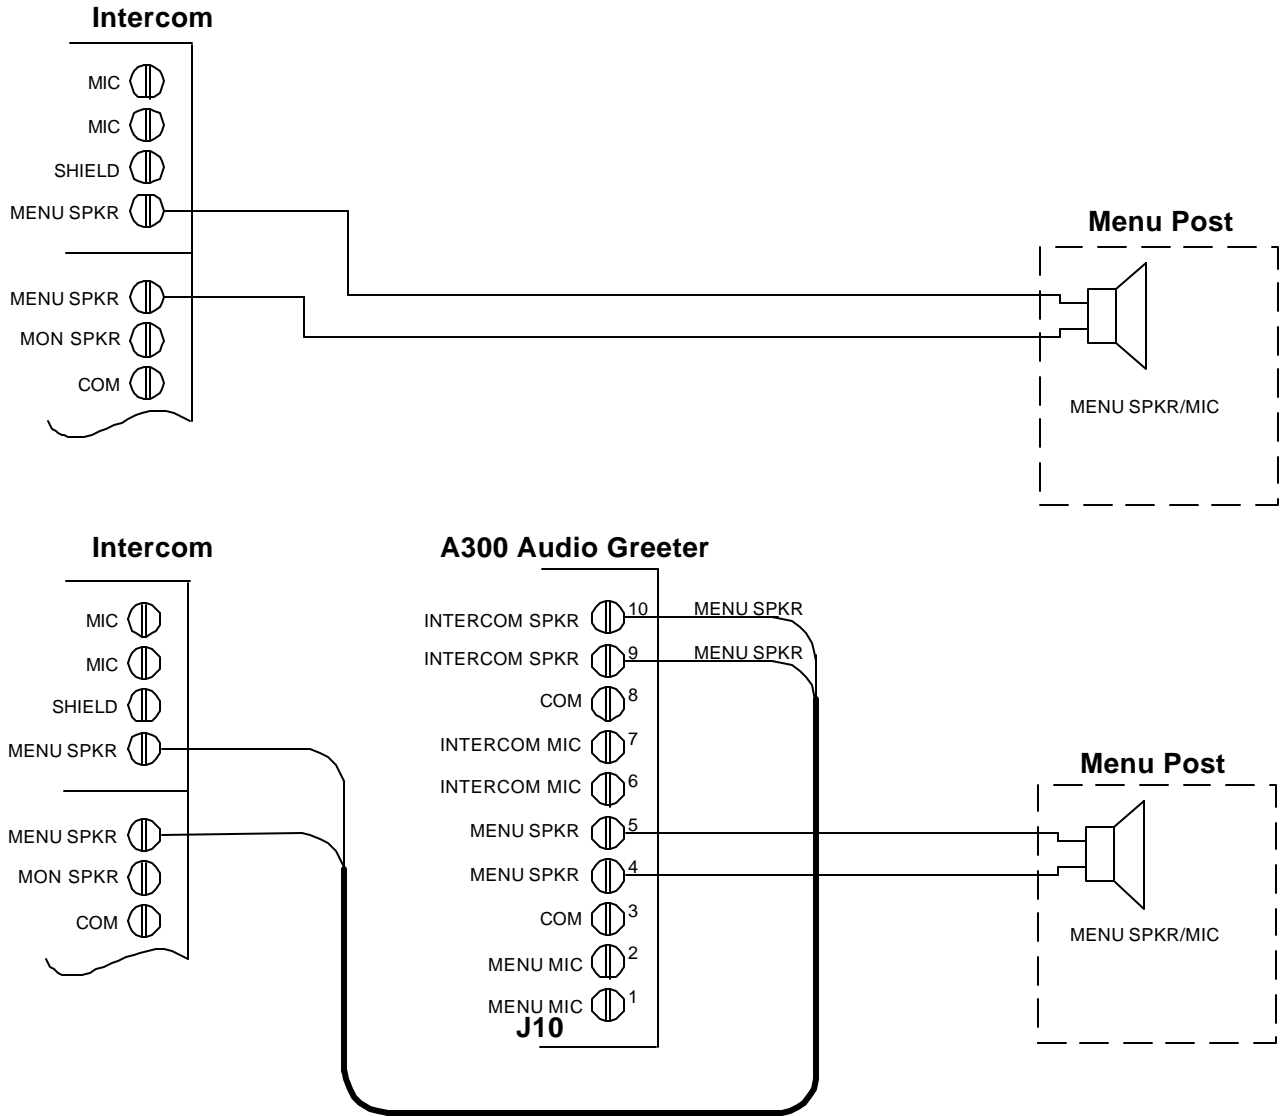 Intercom
MIC
MIC
SHIELD
MENU SPKR
MENU SPKR
MON SPKR
COM
Menu Post
MENU SPKR/MIC
Intercom
MIC
MIC
SHIELD
MENU SPKR
MENU SPKR
MON SPKR
COM
A300 Audio Greeter
INTERCOM SPKR 10 MENU SPKR
INTERCOM SPKR 9 MENU SPKR
COM 8
INTERCOM MIC 7
INTERCOM MIC 6
MENU SPKR 5
MENU SPKR 4
COM 3
MENU MIC 2
MENU MIC 1
J10
Menu Post
MENU SPKR/MIC